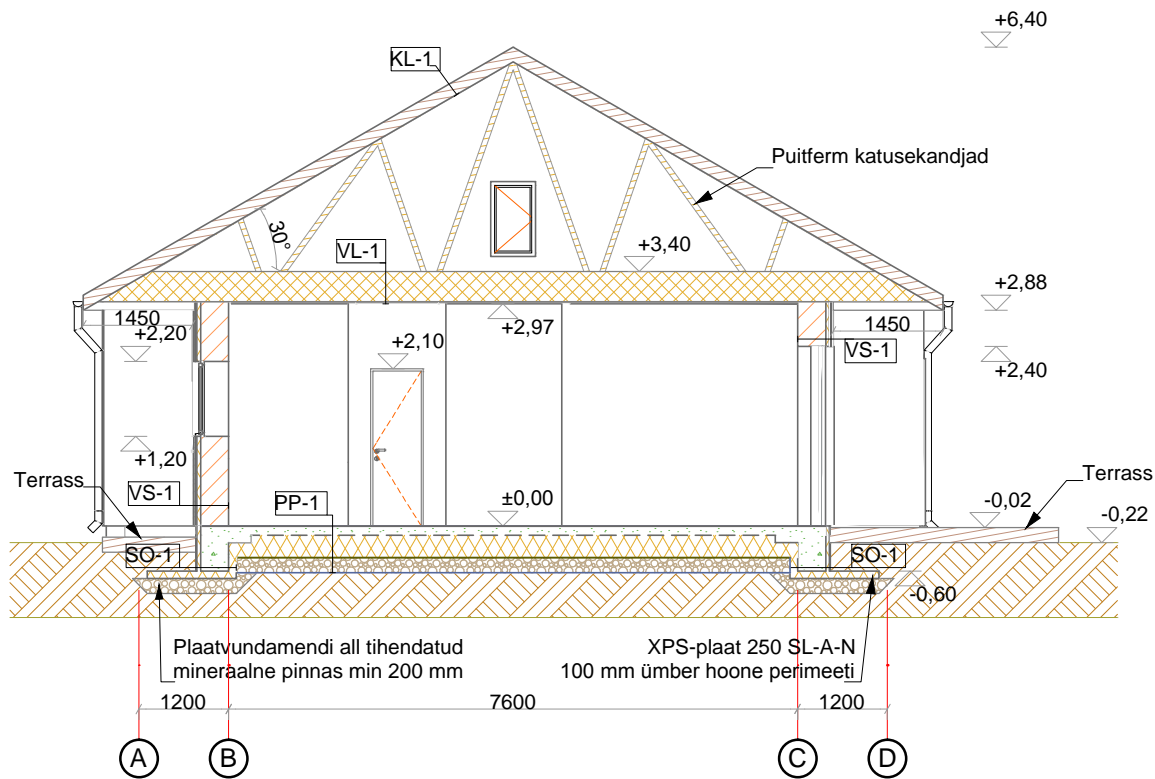 +6,40
KL-1
Puitferm katusekandjad
30°
VL-1
+3,40
+2,88
1450
+2,20
+2,97
1450
+2,10
VS-1
+2,40
+1,20
Terrass
VS-1
PP-1
±0,00
Terrass
-0,02
-0,22
SO-1
SO-1
-0,60
Plaatvundamendi all tihendatud
mineraalne pinnas min 200 mm
XPS-plaat 250 SL-A-N
100 mm ümber hoone perimeeti
1200
7600
1200
A
B
C
D